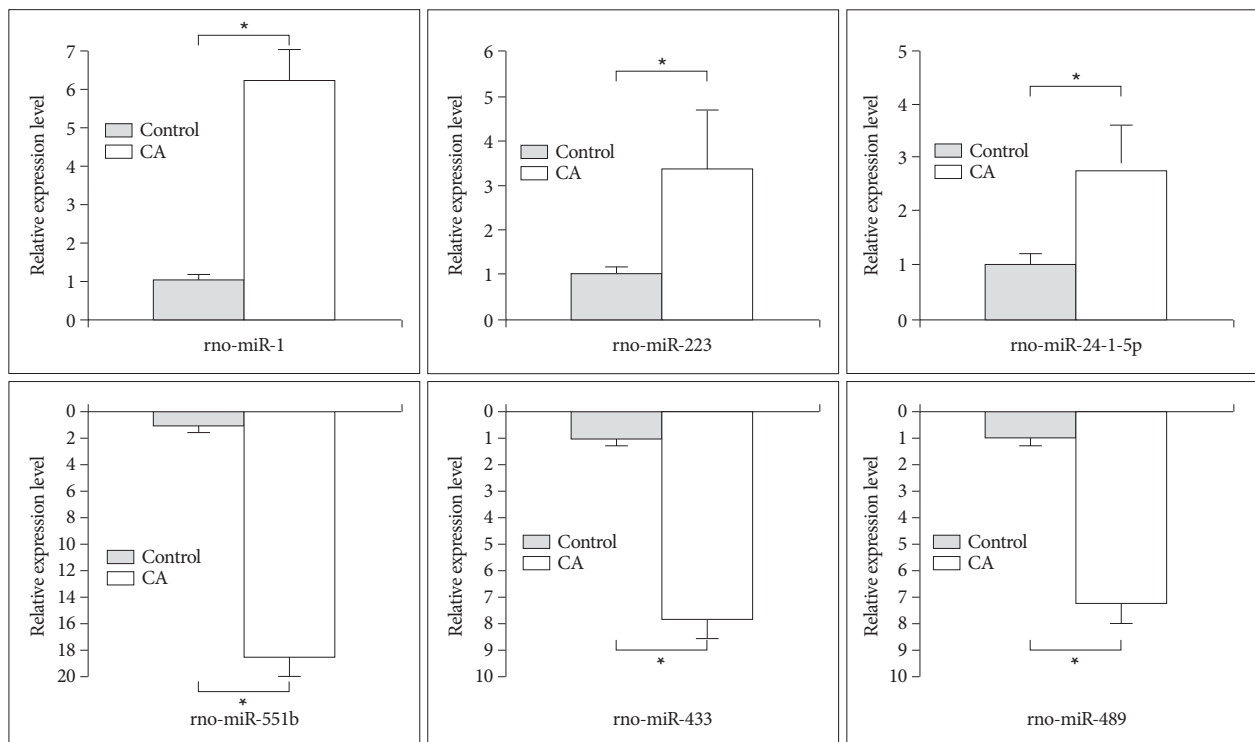 *
7
6
5
4
3
2
1
0
Relative expression level
Control
CA
rno-miR-1
*
6
5
4
3
2
1
0
Relative expression level
Control
CA
rno-miR-223
*
5
4
3
2
1
0
Relative expression level
Control
CA
rno-miR-24-1-5p
0
2
4
6
8
10
12
14
16
18
20
Relative expression level
Control
CA
*
rno-miR-551b
0
1
2
3
4
5
6
7
8
9
10
Relative expression level
Control
CA
*
rno-miR-433
0
1
2
3
4
5
6
7
8
9
10
Relative expression level
Control
CA
*
rno-miR-489